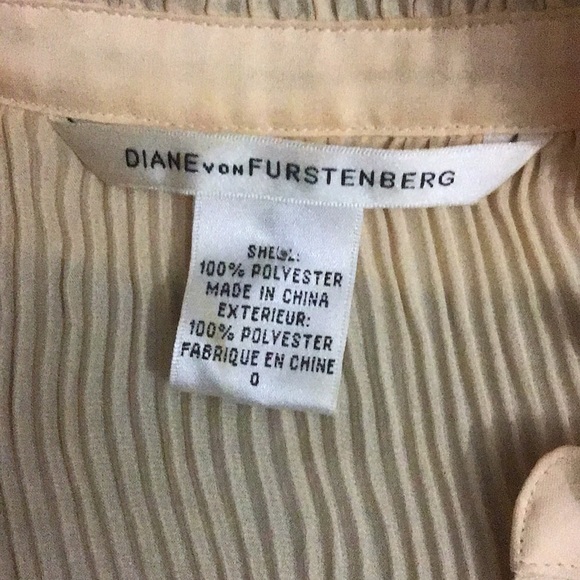 DIANE VON FURSTENBERG
SHELL:
100% POLYESTER
MADE IN CHINA
EXTERIEUR:
100% POLYESTER
FABRIQUE EN CHINE
0